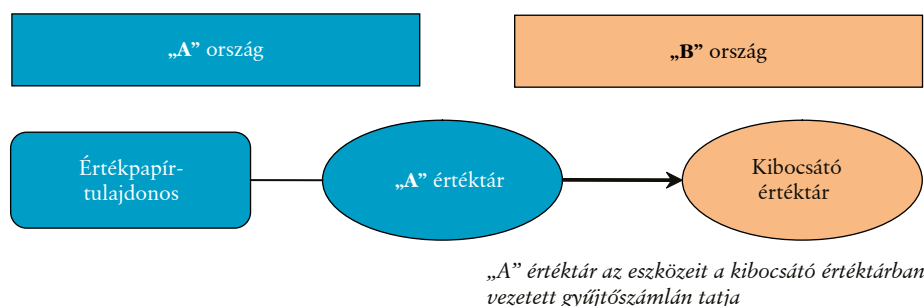 „A” ország
„B” ország
Értékpapír-
tulajdonos
„A” értéktár
Kibocsátó
értéktár
„A” értéktár az eszközeit a kibocsátó értéktárban
vezetett gyűjtőszámlán tatja